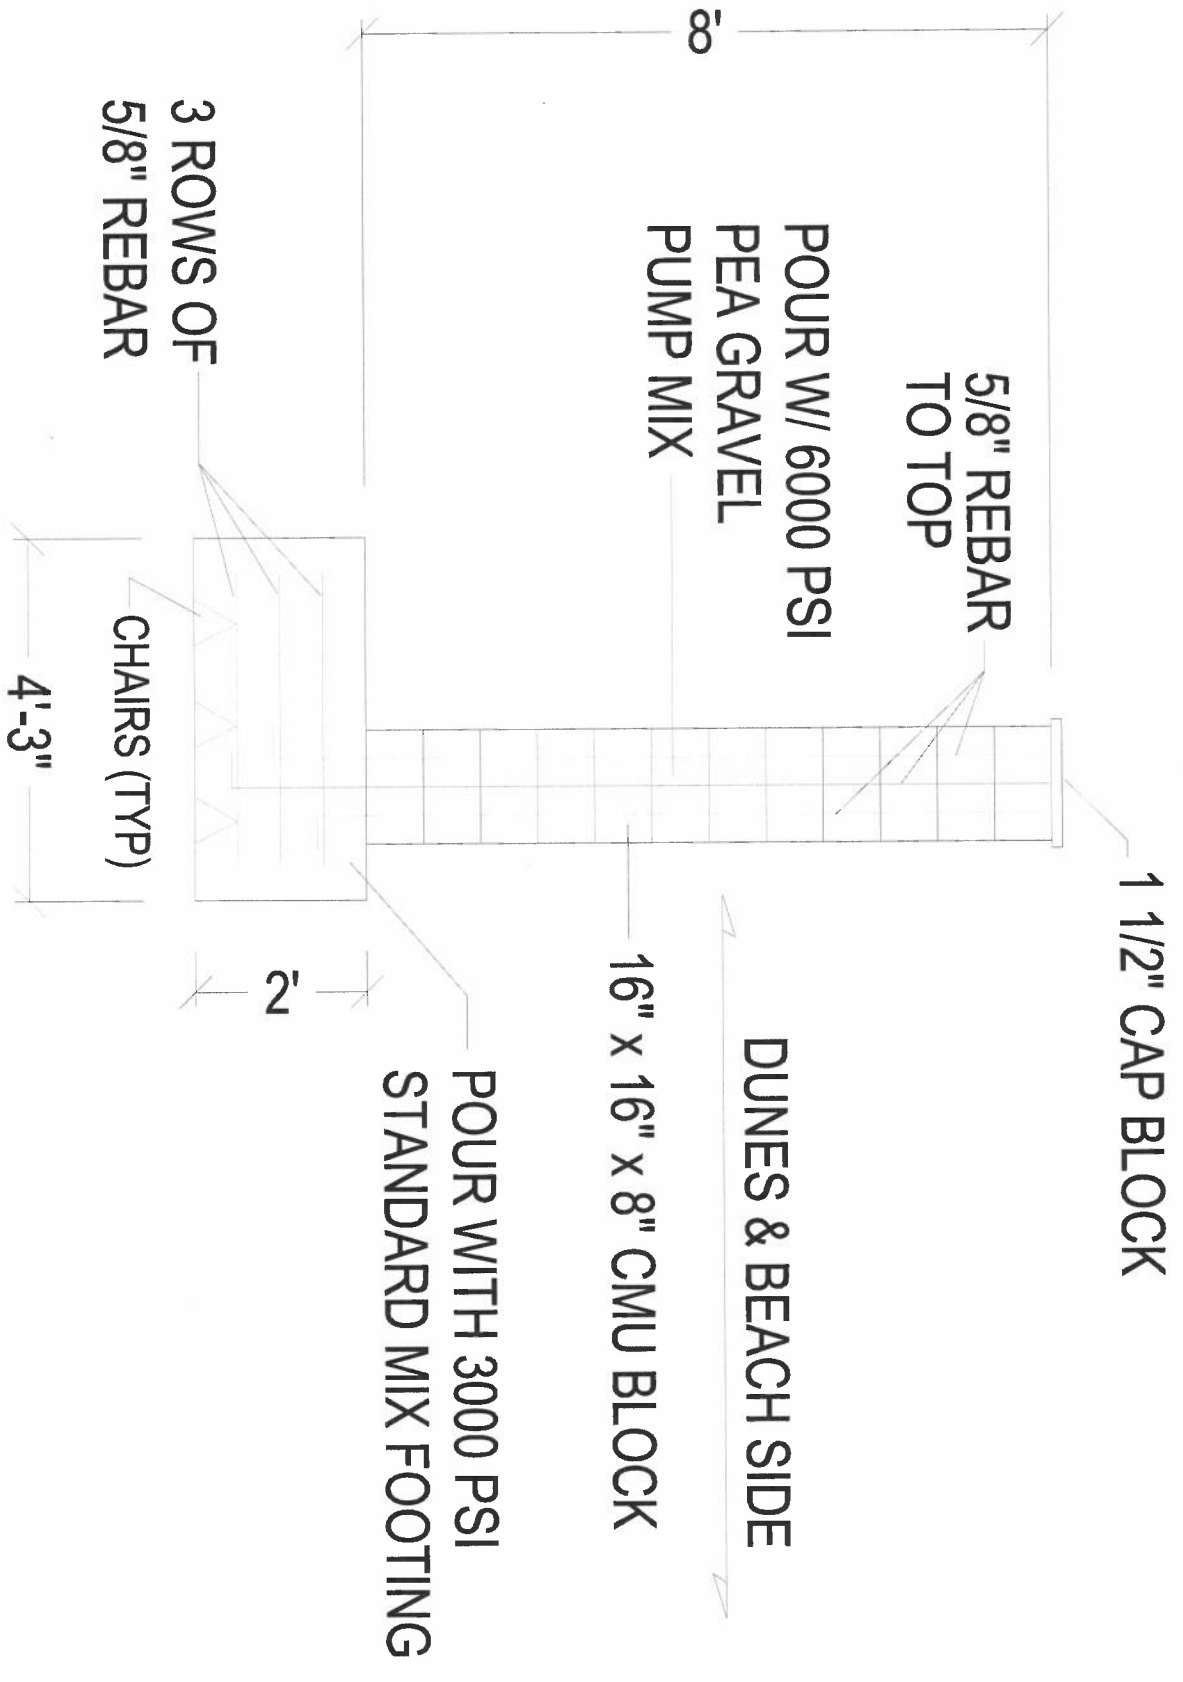 1 1/2" CAP BLOCK
5/8" REBAR
TO TOP
8'
POUR W/ 6000 PSI
PEA GRAVEL
PUMP MIX
DUNES & BEACH SIDE
16" x 16" x 8" CMU BLOCK
3 ROWS OF
5/8" REBAR
POUR WITH 3000 PSI
STANDARD MIX FOOTING
2'
CHAIRS (TYP)
4'-3"